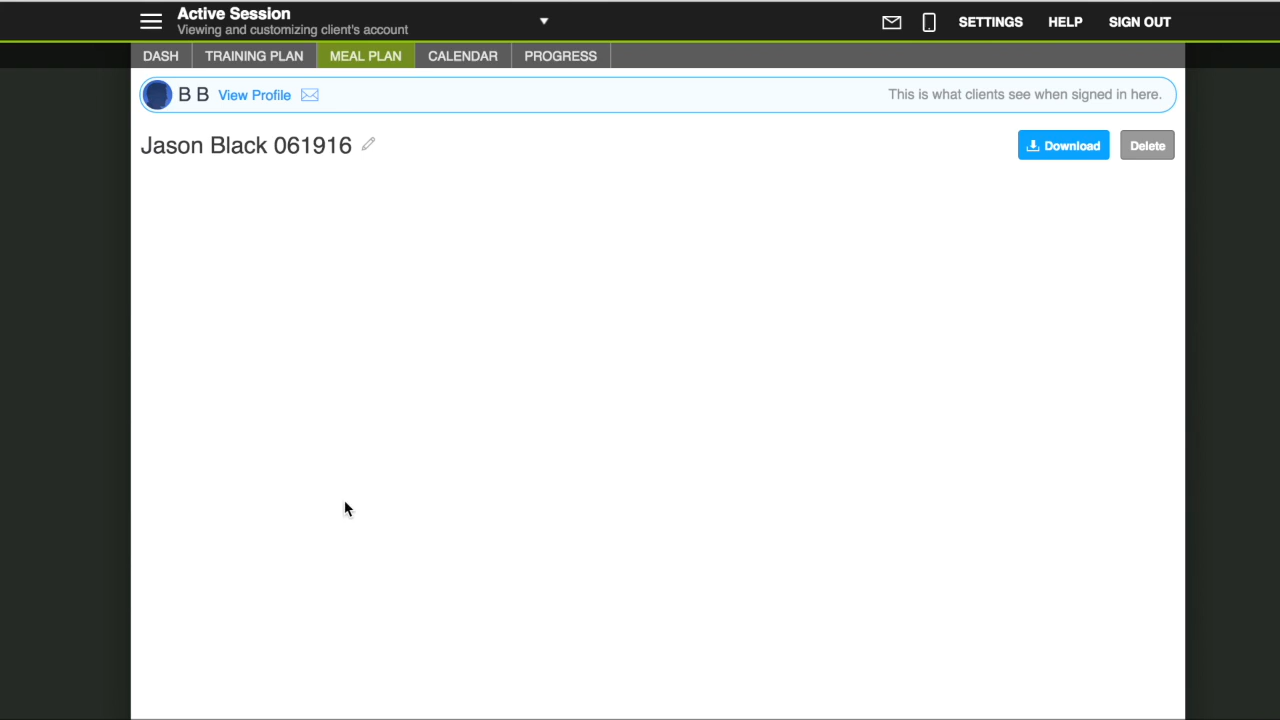 Active Session
Viewing and customizing client's account
SETTINGS
HELP
SIGN OUT
DASH
TRAINING PLAN
MEAL PLAN
CALENDAR
PROGRESS
B B
View Profile
This is what clients see when signed in here.
Jason Black 061916
Download
Delete